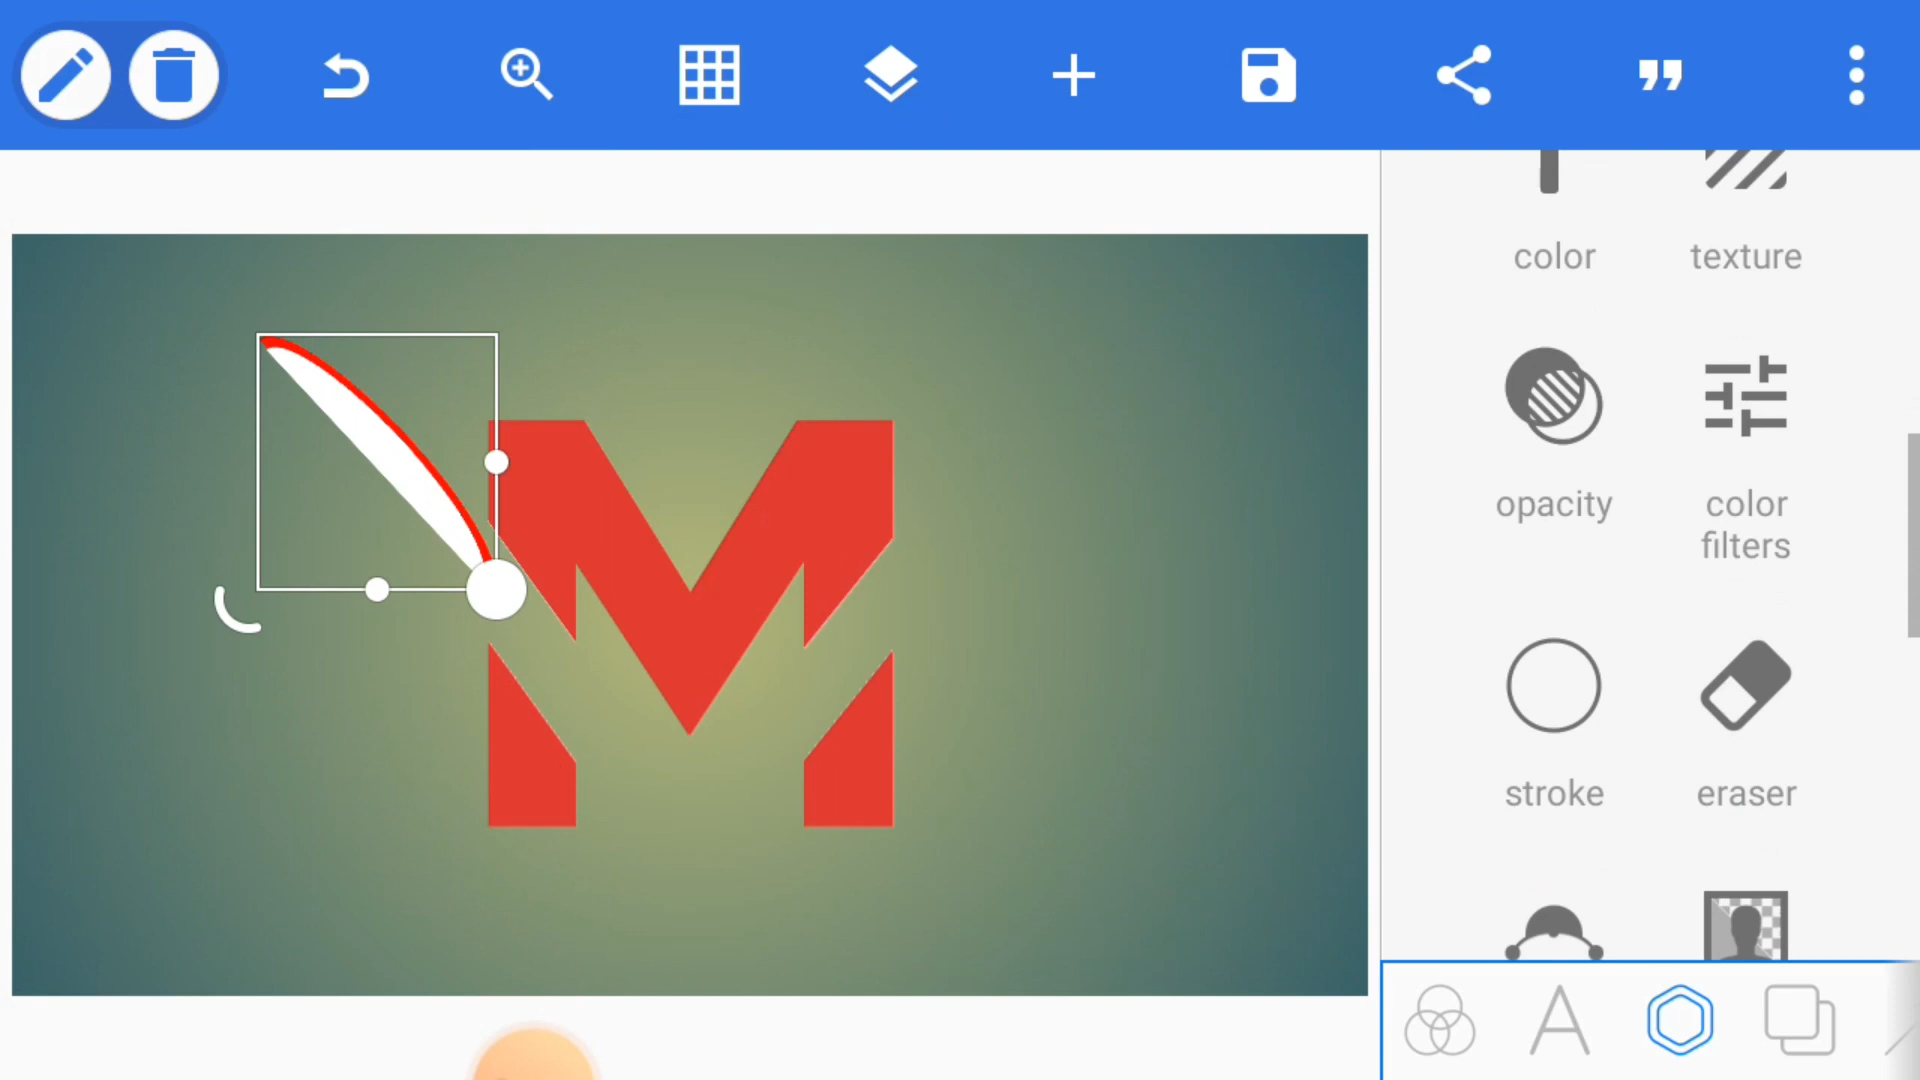 color
texture
opacity
color
filters
stroke
eraser
M